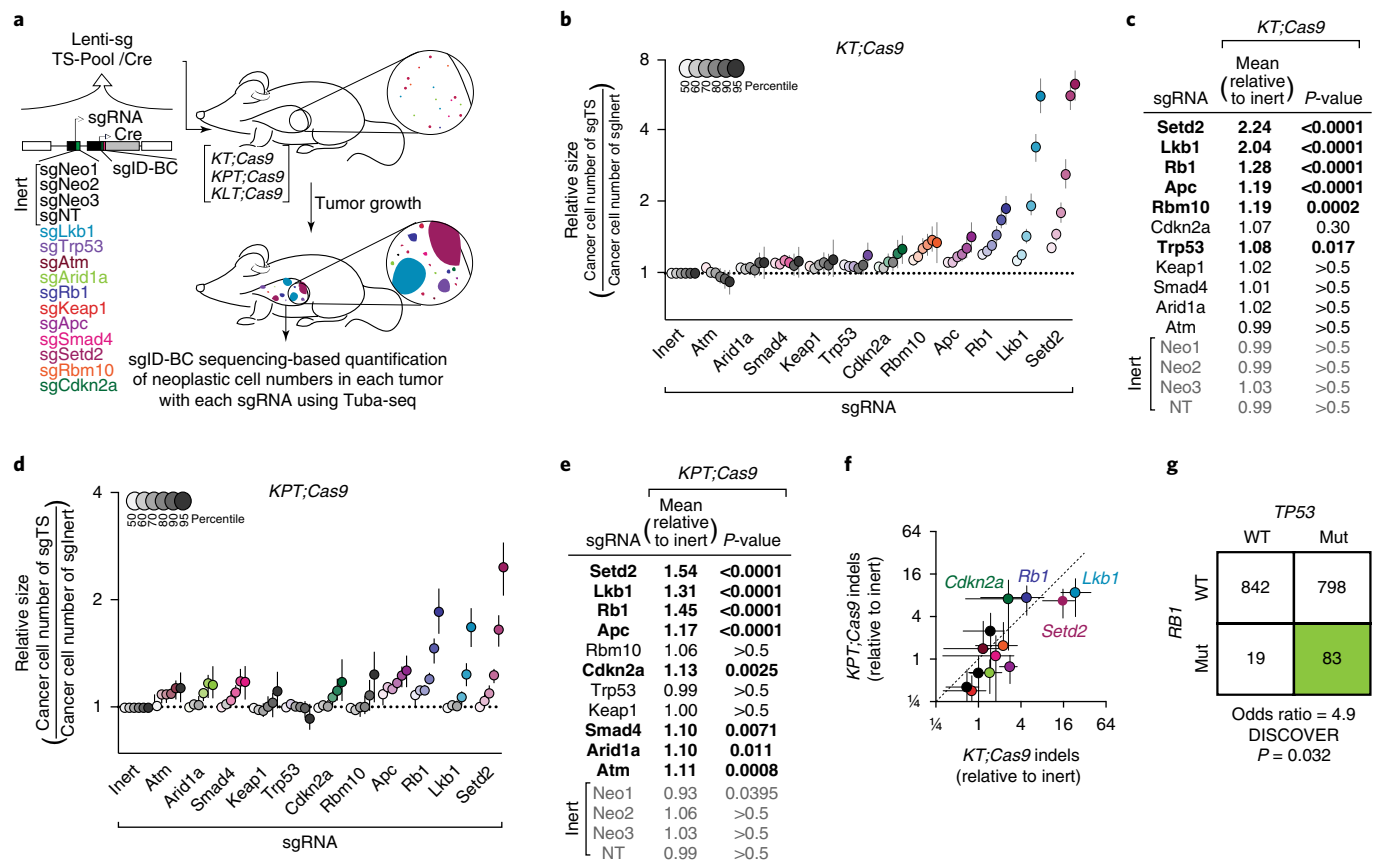 a
Lenti-sg
TS-Pool /Cre
sgRNA
Cre
sgID-BC
Inert
sgNeo1
sgNeo2
sgNeo3
sgNT
sgLkb1
sgTrp53
sgAtm
sgArid1a
sgRb1
sgKeap1
sgApc
sgSmad4
sgSetd2
sgRbm10
sgCdkn2a
KT;Cas9
KPT;Cas9
KLT;Cas9
Tumor growth
sgID-BC sequencing-based quantification
of neoplastic cell numbers in each tumor
with each sgRNA using Tuba-seq
b
KT;Cas9
Relative size
(Cancer cell number of sgTS
Cancer cell number of sgInert)
8
4
2
1
50 60 70 80 90 95 Percentile
Inert Atm Arid1a Smad4 Keap1 Trp53 Cdkn2a Rbm10 Apc Rb1 Lkb1 Setd2
sgRNA
c
KT;Cas9
sgRNA (Mean relative to inert) P-value
Setd2 2.24 <0.0001
Lkb1 2.04 <0.0001
Rb1 1.28 <0.0001
Apc 1.19 <0.0001
Rbm10 1.19 0.0002
Cdkn2a 1.07 0.30
Trp53 1.08 0.017
Keap1 1.02 >0.5
Smad4 1.01 >0.5
Arid1a 1.02 >0.5
Atm 0.99 >0.5
Inert
Neo1 0.99 >0.5
Neo2 0.99 >0.5
Neo3 1.03 >0.5
NT 0.99 >0.5
d
KPT;Cas9
Relative size
(Cancer cell number of sgTS
Cancer cell number of sgInert)
4
2
1
50 60 70 80 90 95 Percentile
Inert Atm Arid1a Smad4 Keap1 Trp53 Cdkn2a Rbm10 Apc Rb1 Lkb1 Setd2
sgRNA
e
KPT;Cas9
sgRNA (Mean relative to inert) P-value
Setd2 1.54 <0.0001
Lkb1 1.31 <0.0001
Rb1 1.45 <0.0001
Apc 1.17 <0.0001
Rbm10 1.06 >0.5
Cdkn2a 1.13 0.0025
Trp53 0.99 >0.5
Keap1 1.00 >0.5
Smad4 1.10 0.0071
Arid1a 1.10 0.011
Atm 1.11 0.0008
Inert
Neo1 0.93 0.0395
Neo2 1.06 >0.5
Neo3 1.03 >0.5
NT 0.99 >0.5
f
KPT;Cas9 indels
(relative to inert)
64
16
4
1
¼
Cdkn2a
Rb1
Lkb1
Setd2
¼ 1 4 16 64
KT;Cas9 indels
(relative to inert)
g
TP53
WT Mut
RB1
WT 842 798
Mut 19 83
Odds ratio = 4.9
DISCOVER
P = 0.032